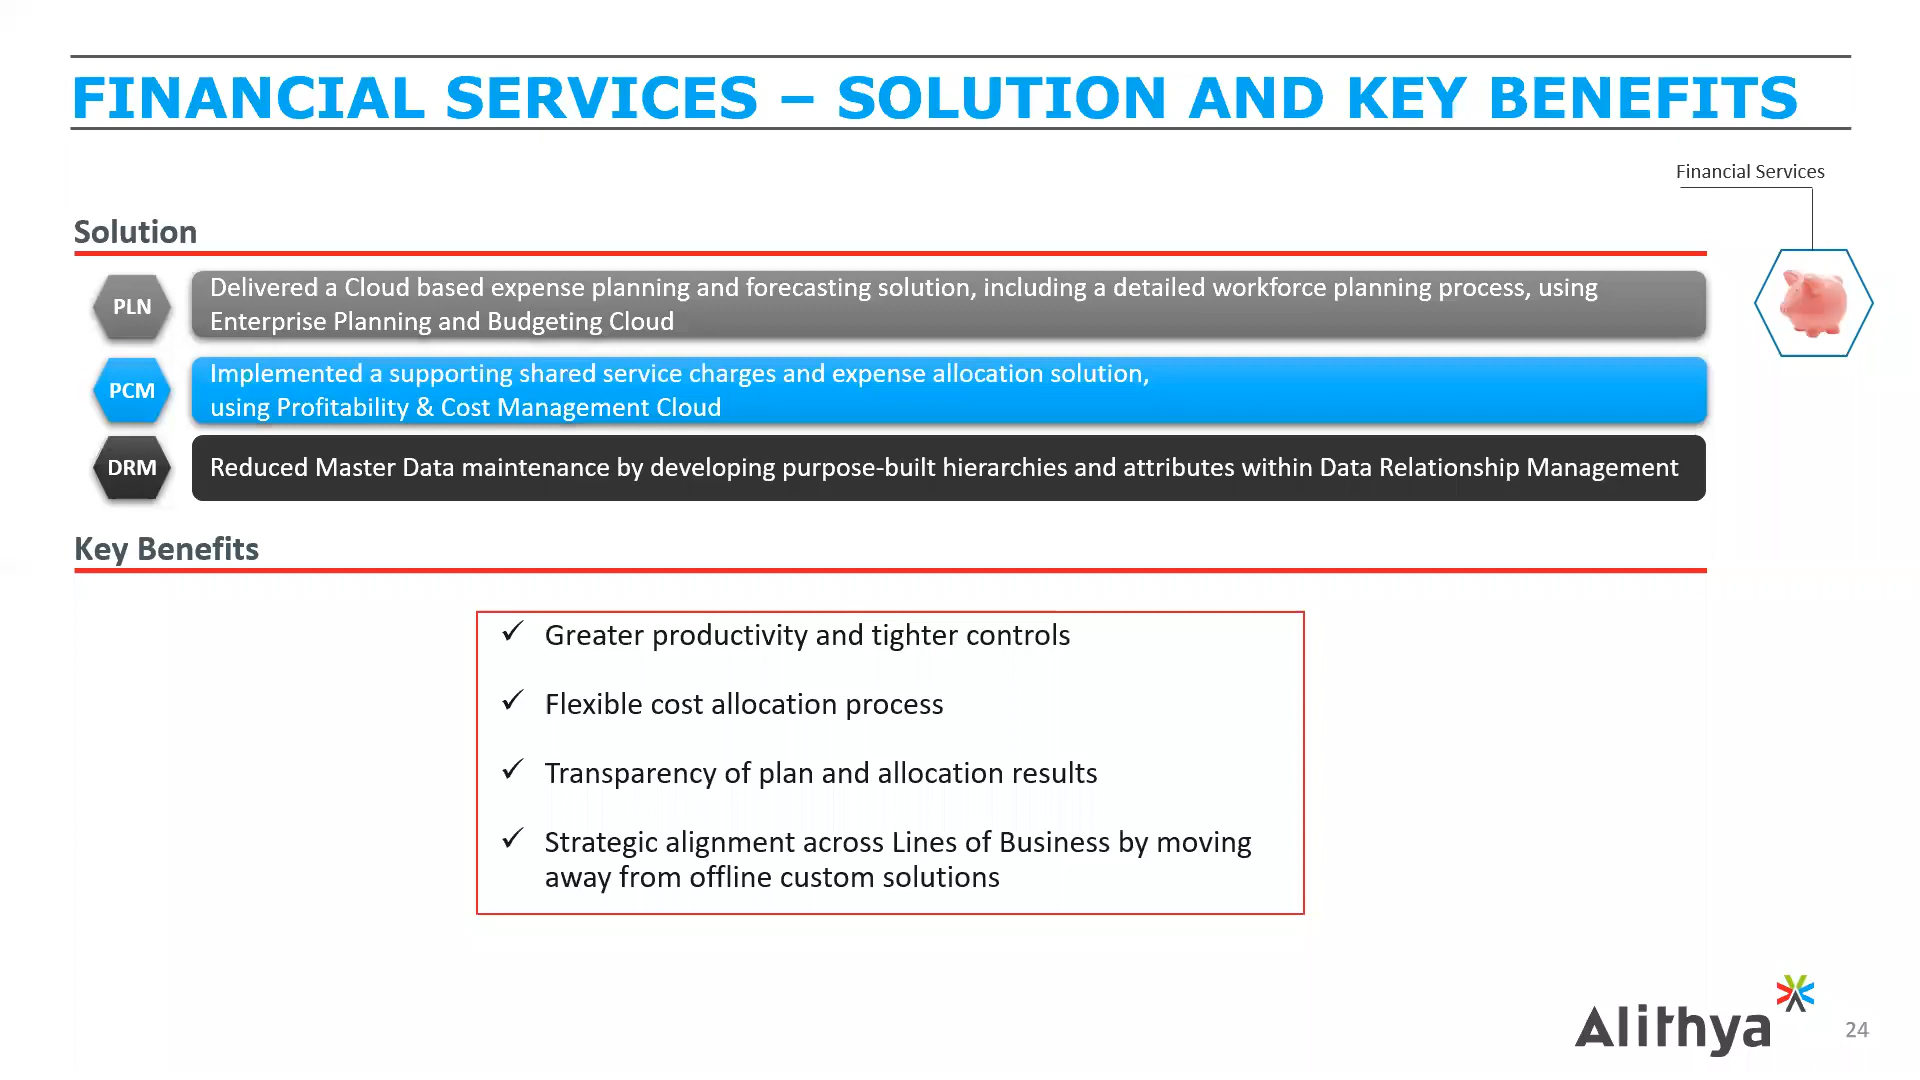 FINANCIAL SERVICES – SOLUTION AND KEY BENEFITS
Financial Services
Solution
PLN
Delivered a Cloud based expense planning and forecasting solution, including a detailed workforce planning process, using
Enterprise Planning and Budgeting Cloud
PCM
Implemented a supporting shared service charges and expense allocation solution,
using Profitability & Cost Management Cloud
DRM
Reduced Master Data maintenance by developing purpose-built hierarchies and attributes within Data Relationship Management
Key Benefits
✓ Greater productivity and tighter controls
✓ Flexible cost allocation process
✓ Transparency of plan and allocation results
✓ Strategic alignment across Lines of Business by moving
away from offline custom solutions
Alithya
24